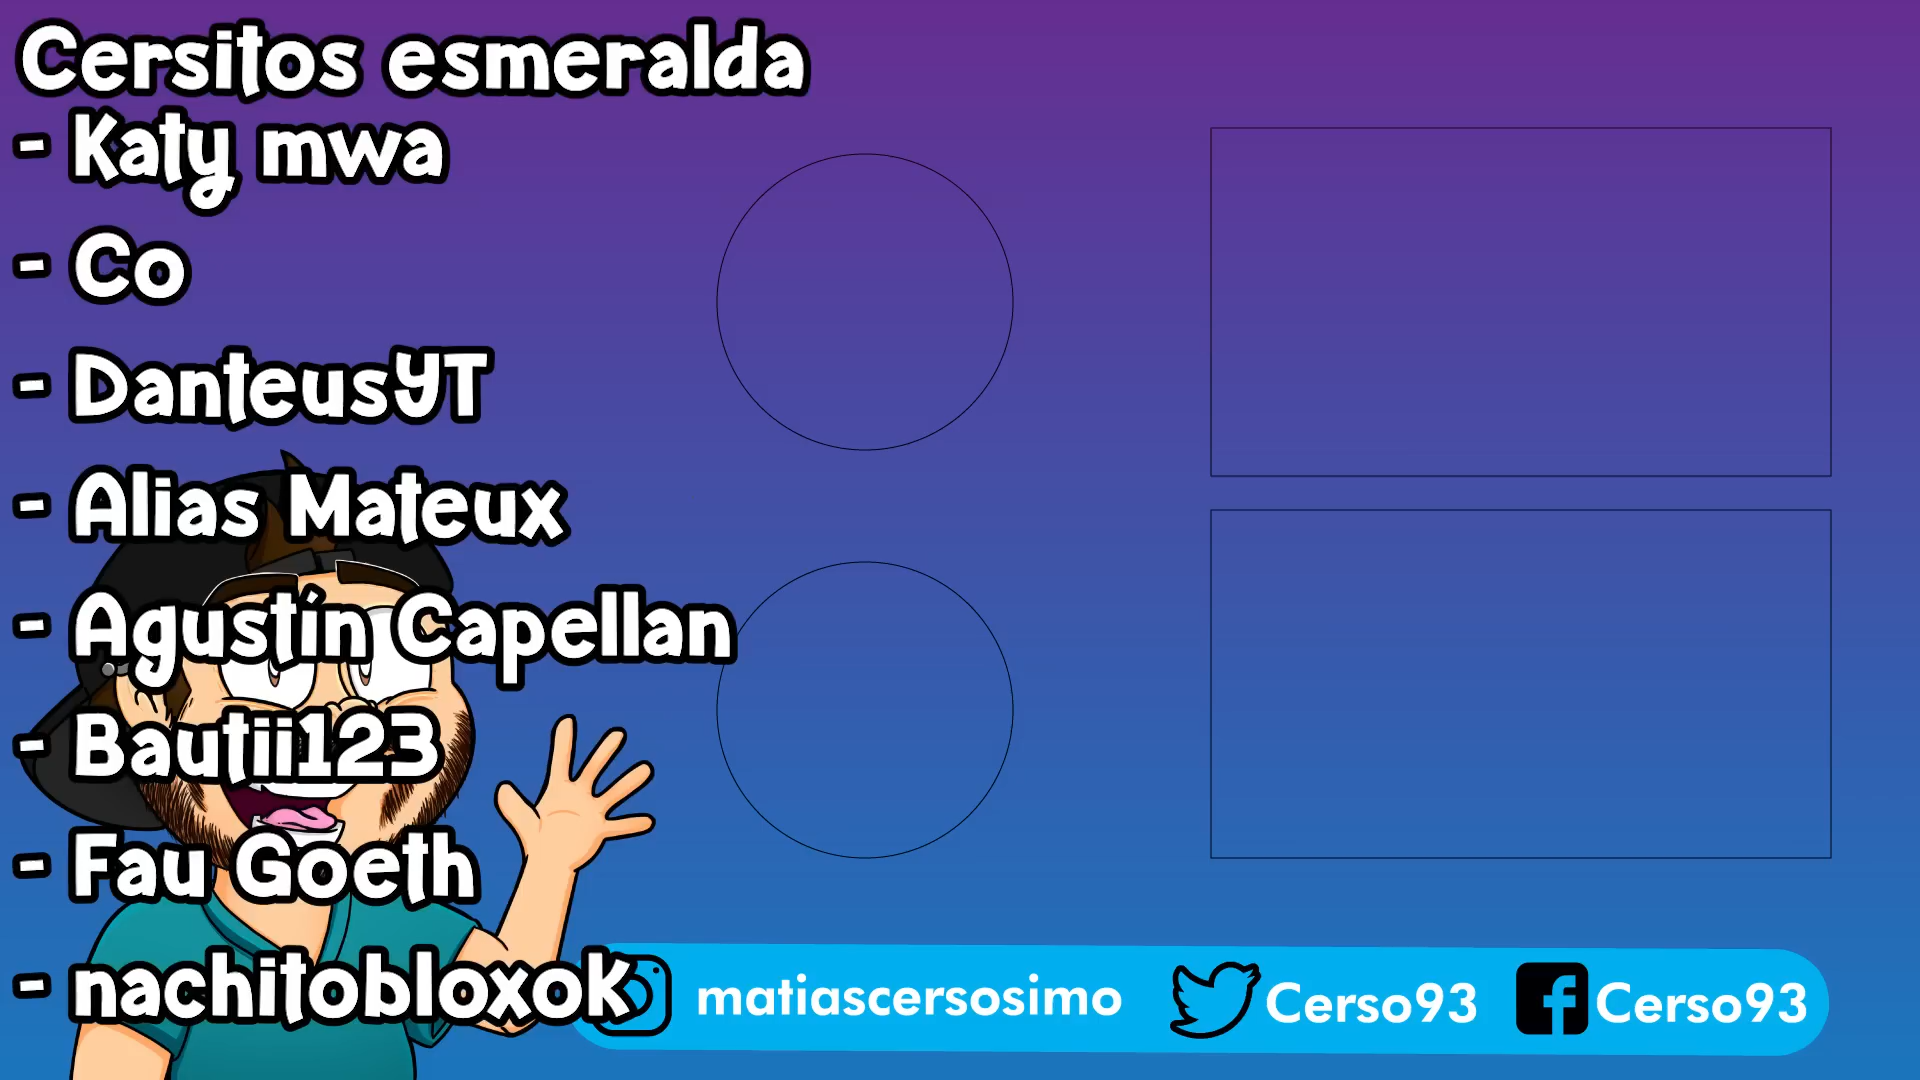 Cersitos esmeralda
- Katy mwa
- Co
- DanteusYT
- Alias Mateux
- Agustín Capellan
- Bautii123
- Fau Goeth
- nachitobloxok
matiascersosimo Cerso93 Cerso93